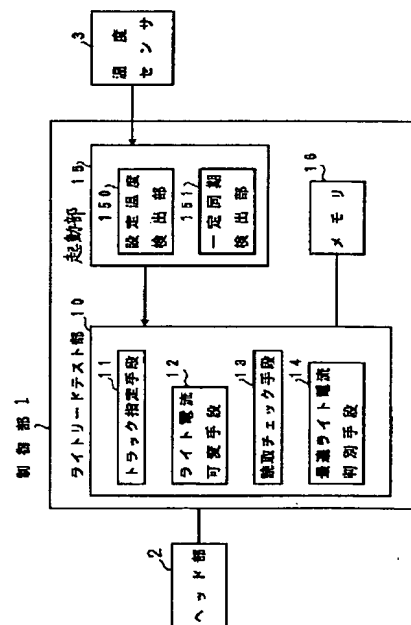 制御部 1
ライトリードテスト部 10
トラック指定手段
11
ライト電流
可変手段
12
読取チェック手段
13
最適ライト電流
判別手段
14
起動部
15
設定温度
検出部
150
一定同期
検出部
151
メモリ
16
ヘッド部
2
温度
センサ
3